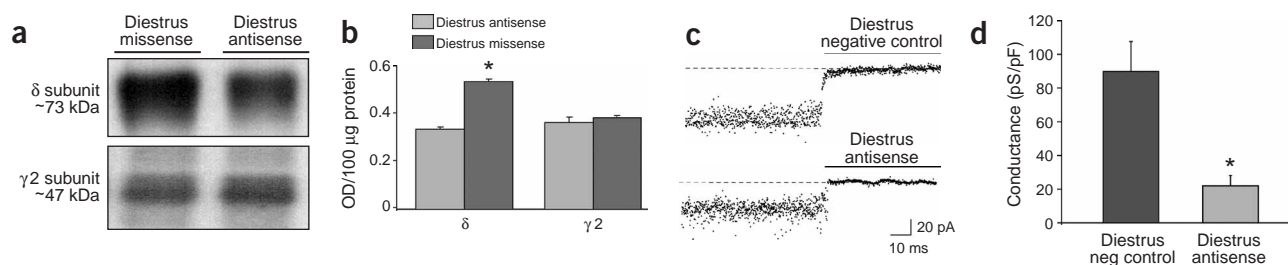 a
Diestrus
missense
Diestrus
antisense
δ subunit
~73 kDa
γ2 subunit
~47 kDa
b
Diestrus antisense
Diestrus missense
OD/100 μg protein
0.6
0.4
0.2
0
*
δ
γ2
c
Diestrus
negative control
Diestrus
antisense
20 pA
10 ms
d
Conductance (pS/pF)
120
100
80
60
40
20
0
*
Diestrus
neg control
Diestrus
antisense